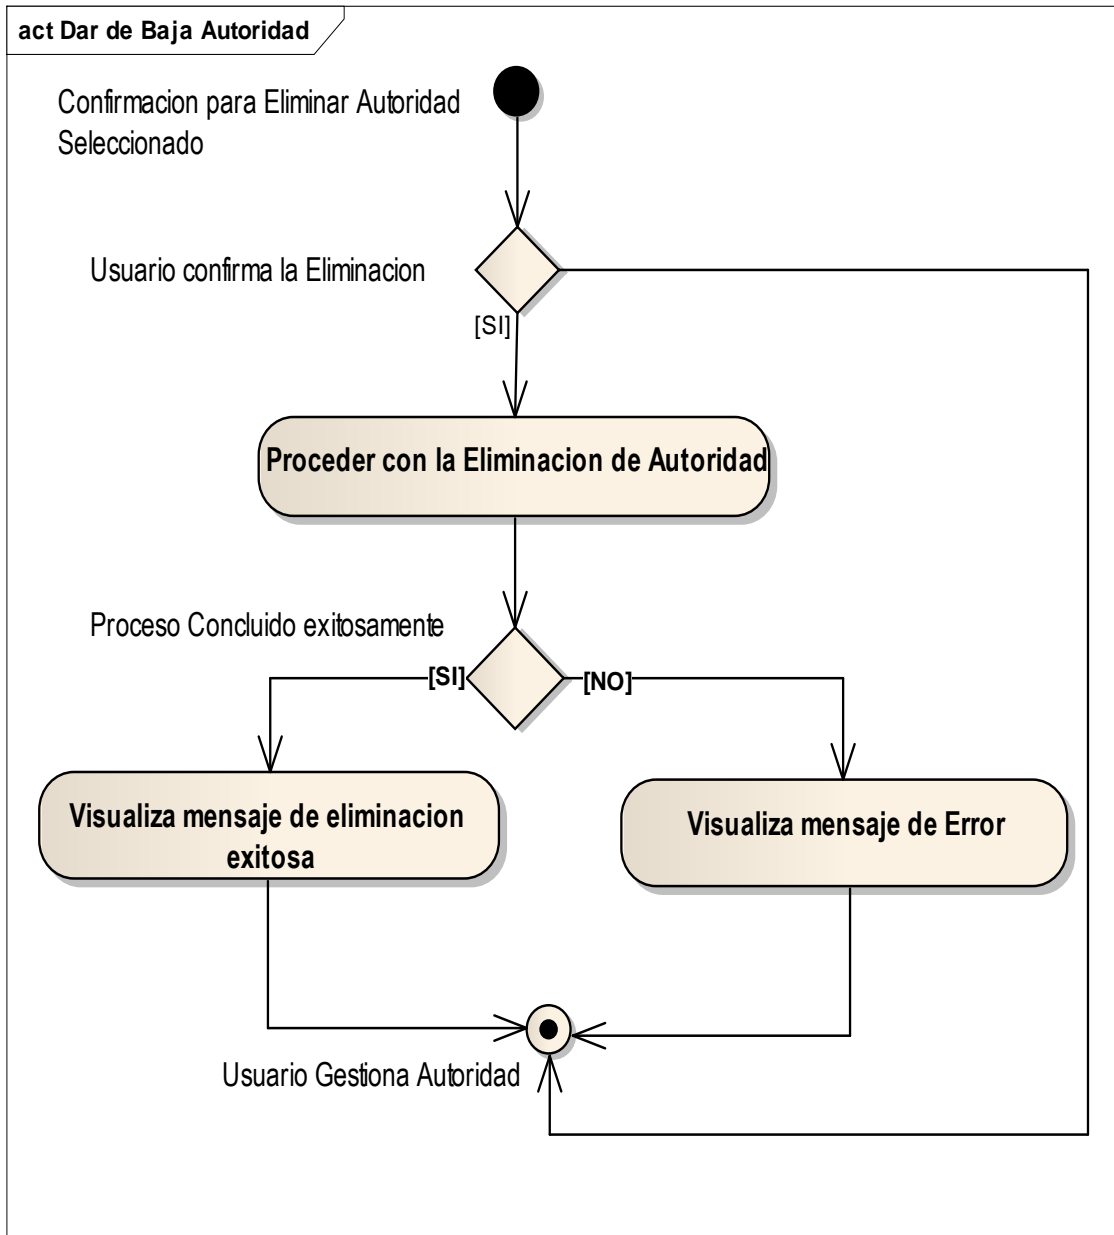 act Dar de Baja Autoridad
Confirmacion para Eliminar Autoridad
Seleccionado
Usuario confirma la Eliminacion
[SI]
Proceder con la Eliminacion de Autoridad
Proceso Concluido exitosamente
[SI]
[NO]
Visualiza mensaje de eliminacion
exitosa
Visualiza mensaje de Error
Usuario Gestiona Autoridad